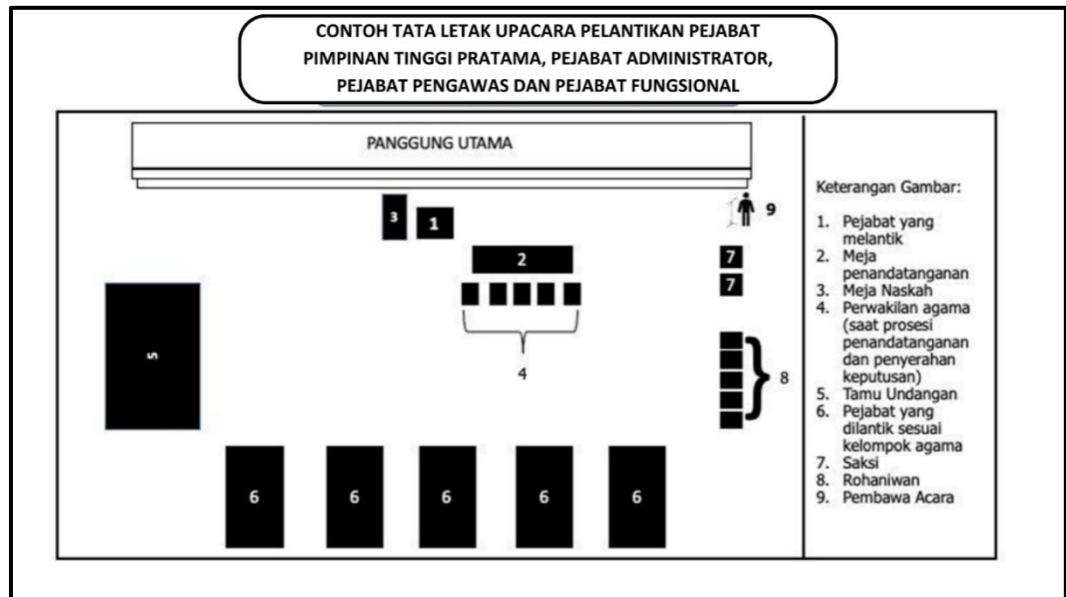 CONTOH TATA LETAK UPACARA PELANTIKAN PEJABAT
PIMPINAN TINGGI PRATAMA, PEJABAT ADMINISTRATOR,
PEJABAT PENGAWAS DAN PEJABAT FUNGSIONAL
PANGGUNG UTAMA
3
1
9
2
7
7
5
4
8
6 6 6 6 6
Keterangan Gambar:
1. Pejabat yang
melantik
2. Meja
penandatanganan
3. Meja Naskah
4. Perwakilan agama
(saat prosesi
penandatanganan
dan penyerahan
keputusan)
5. Tamu Undangan
6. Pejabat yang
dilantik sesuai
kelompok agama
7. Saksi
8. Rohaniwan
9. Pembawa Acara